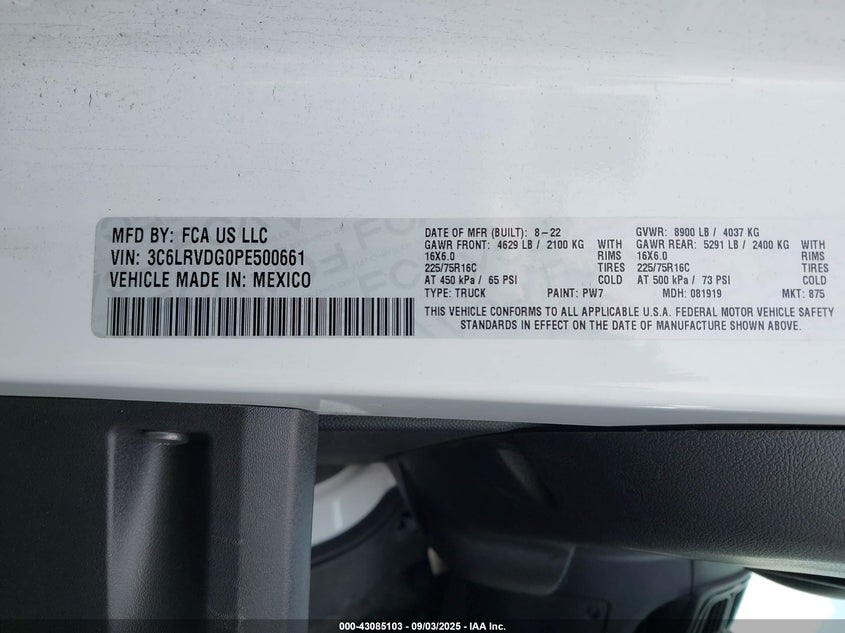 MFD BY: FCA US LLC
VIN: 3C6LRVDG0PE500661
VEHICLE MADE IN: MEXICO
DATE OF MFR (BUILT): 8-22 GVWR: 8900 LB / 4037 KG
GAWR FRONT: 4629 LB / 2100 KG WITH GAWR REAR: 5291 LB / 2400 KG WITH
16X6.0 RIMS 16X6.0 RIMS
225/75R16C TIRES 225/75R16C TIRES
AT 450 kPa / 65 PSI COLD AT 500 kPa / 73 PSI COLD
TYPE: TRUCK PAINT: PW7 MDH: 081919 MKT: 875
THIS VEHICLE CONFORMS TO ALL APPLICABLE U.S.A. FEDERAL MOTOR VEHICLE SAFETY
STANDARDS IN EFFECT ON THE DATE OF MANUFACTURE SHOWN ABOVE.
000-43085103 - 09/03/2025 - IAA Inc.